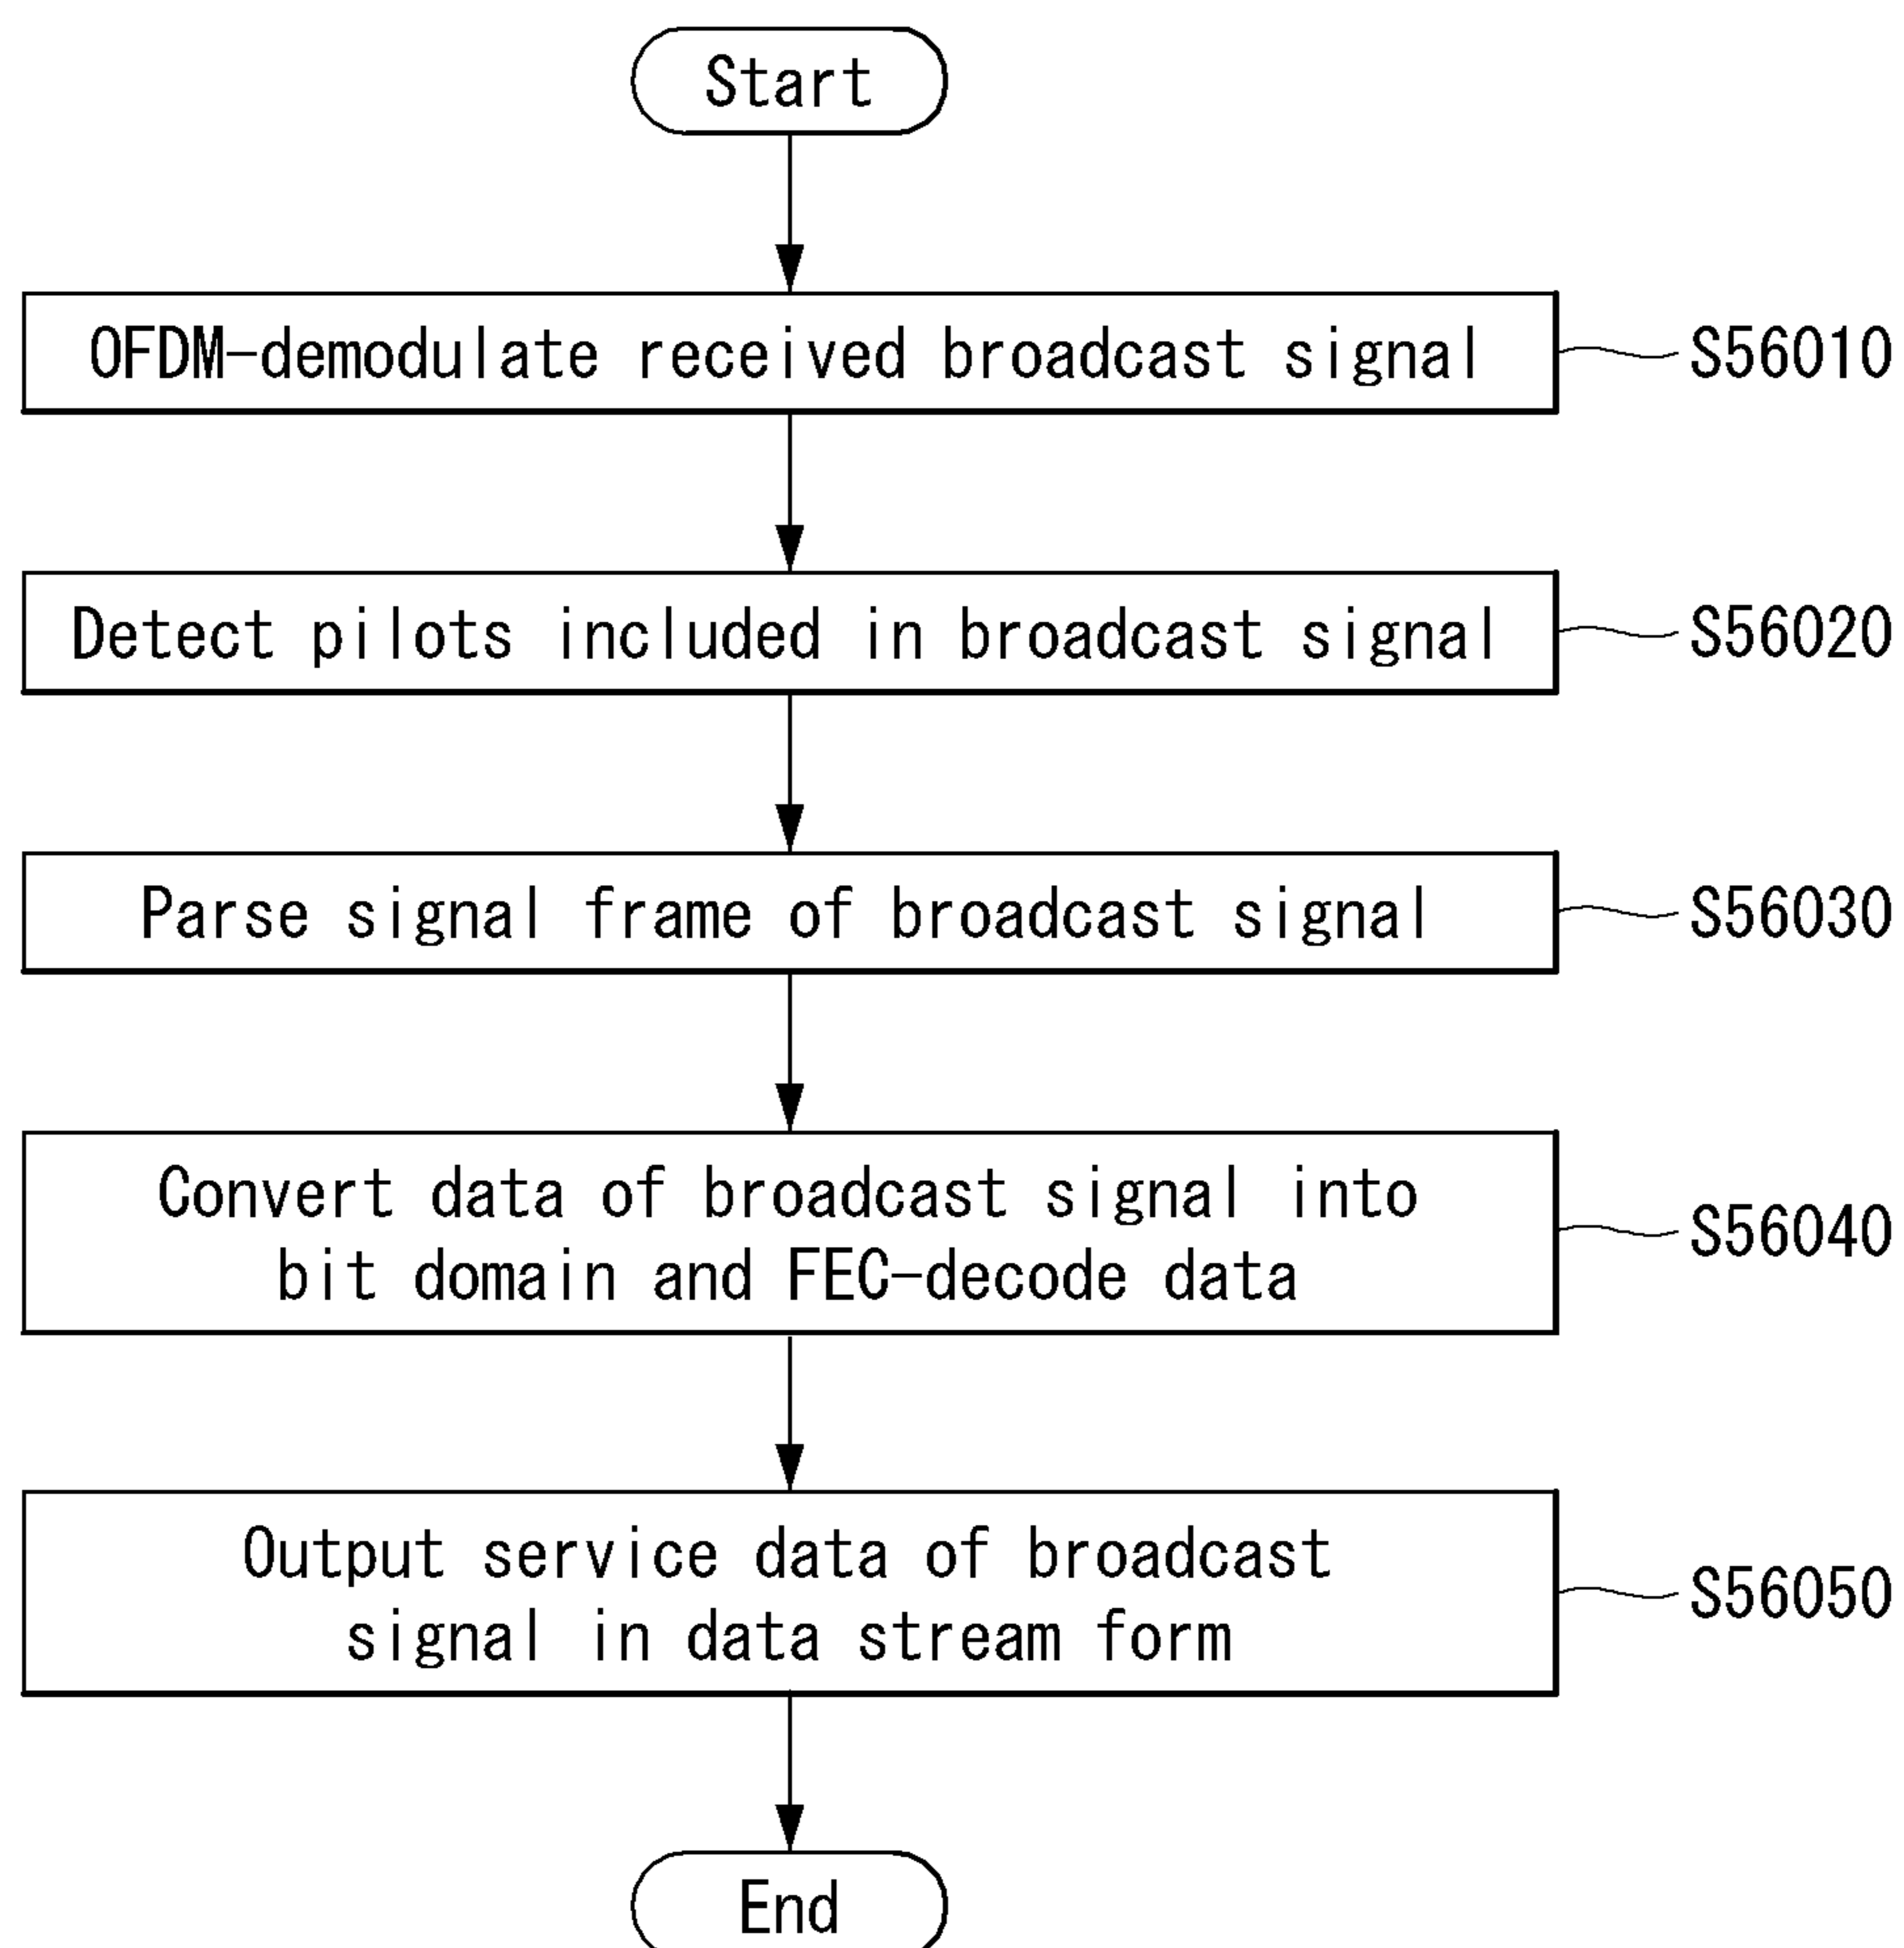 Start
OFDM-demodulate received broadcast signal
S56010
Detect pilots included in broadcast signal
S56020
Parse signal frame of broadcast signal
S56030
Convert data of broadcast signal into
bit domain and FEC-decode data
S56040
Output service data of broadcast
signal in data stream form
S56050
End